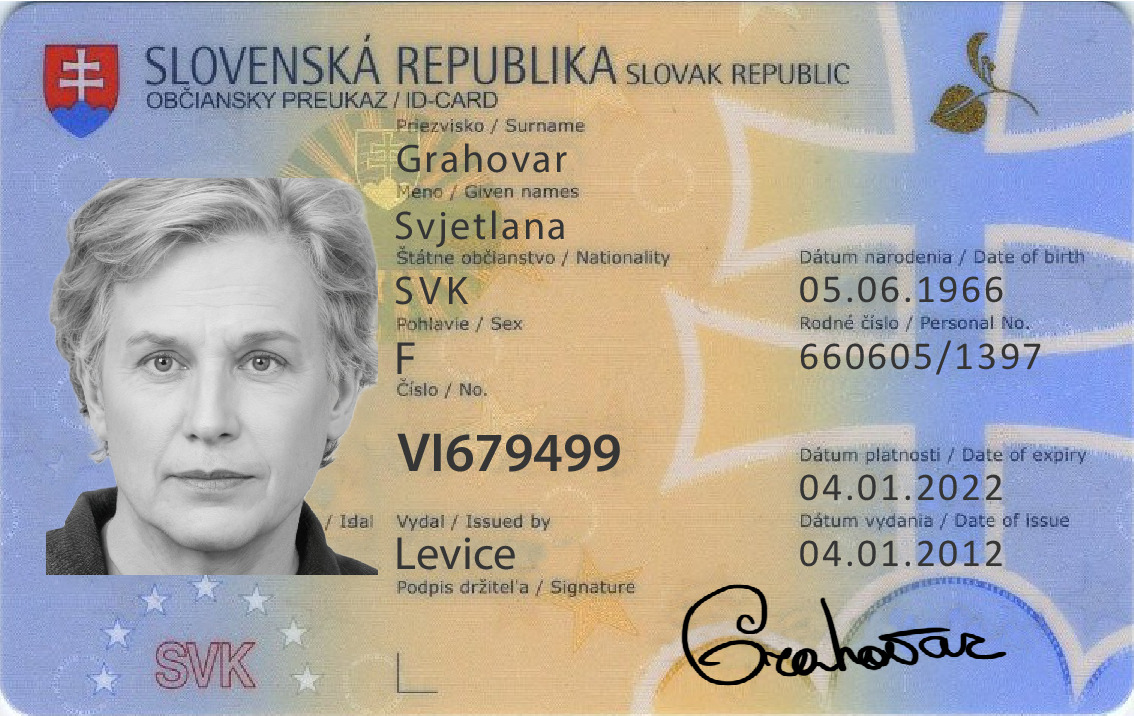 SLOVENSKÁ REPUBLIKA SLOVAK REPUBLIC
OBČIANSKY PREUKAZ / ID-CARD
Priezvisko / Surname
Grahovar
Meno / Given names
Svjetlana
Štátne občianstvo / Nationality
SVK
Dátum narodenia / Date of birth
05.06.1966
Pohlavie / Sex
F
Rodné číslo / Personal No.
660605/1397
Číslo / No.
VI679499
Dátum platnosti / Date of expiry
04.01.2022
Vydal / Issued by
Levice
Dátum vydania / Date of issue
04.01.2012
Podpis držiteľa / Signature
Grahovar
SVK